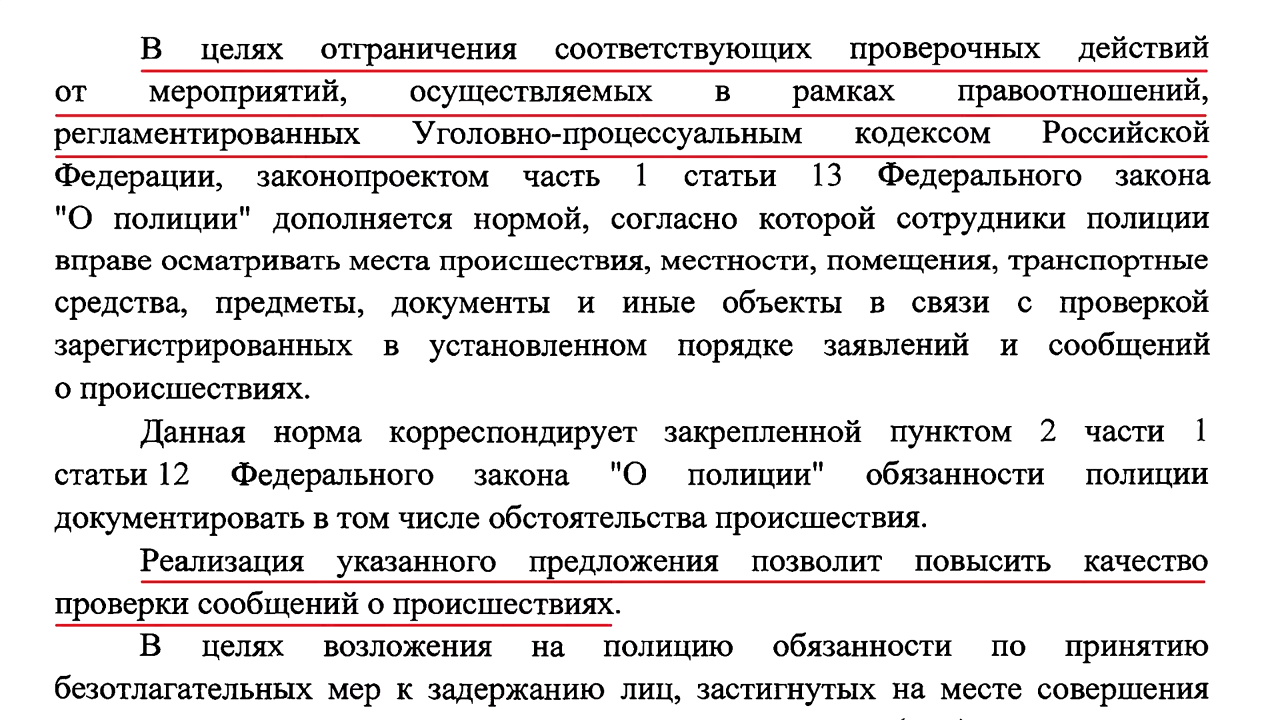 В целях отграничения соответствующих проверочных действий
от мероприятий, осуществляемых в рамках правоотношений,
регламентированных Уголовно-процессуальным кодексом Российской
Федерации, законопроектом часть 1 статьи 13 Федерального закона
"О полиции" дополняется нормой, согласно которой сотрудники полиции
вправе осматривать места происшествия, местности, помещения, транспортные
средства, предметы, документы и иные объекты в связи с проверкой
зарегистрированных в установленном порядке заявлений и сообщений
о происшествиях.
Данная норма корреспондирует закрепленной пунктом 2 части 1
статьи 12 Федерального закона "О полиции" обязанности полиции
документировать в том числе обстоятельства происшествия.
Реализация указанного предложения позволит повысить качество
проверки сообщений о происшествиях.
В целях возложения на полицию обязанности по принятию
безотлагательных мер к задержанию лиц, застигнутых на месте совершения